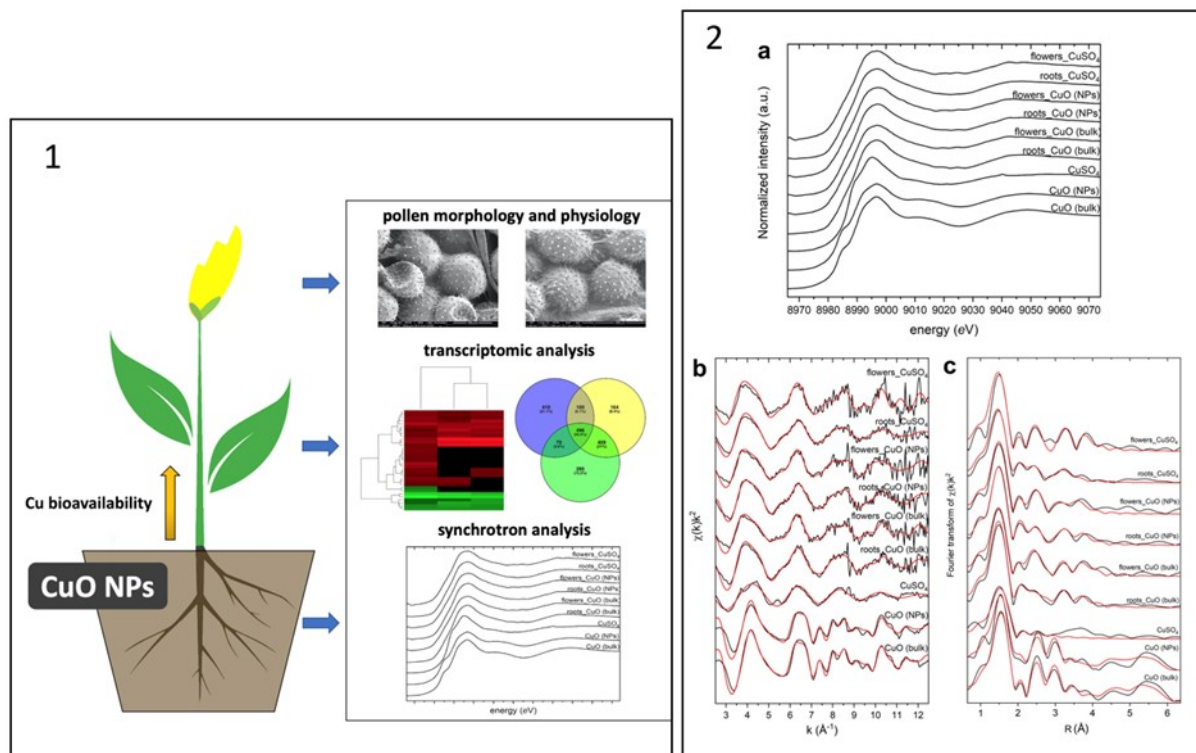 1
pollen morphology and physiology
transcriptomic analysis
synchrotron analysis
flowers_CuSO₄
roots_CuSO₄
flowers_CuO (NPs)
roots_CuO (NPs)
flowers_CuO (bulk)
roots_CuO (bulk)
CuSO₄
CuO (NPs)
CuO (bulk)
energy (eV)
Cu bioavailability
CuO NPs
2
a
flowers_CuSO₄
roots_CuSO₄
flowers_CuO (NPs)
roots_CuO (NPs)
flowers_CuO (bulk)
roots_CuO (bulk)
CuSO₄
CuO (NPs)
CuO (bulk)
Normalized intensity (a.u.)
8970 8980 8990 9000 9010 9020 9030 9040 9050 9060 9070
energy (eV)
b
flowers_CuSO₄
roots_CuSO₄
flowers_CuO (NPs)
roots_CuO (NPs)
flowers_CuO (bulk)
roots_CuO (bulk)
CuSO₄
CuO (NPs)
CuO (bulk)
χ(k)k²
3 4 5 6 7 8 9 10 11 12
k (Å⁻¹)
c
flowers_CuSO₄
roots_CuSO₄
flowers_CuO (NPs)
roots_CuO (NPs)
flowers_CuO (bulk)
roots_CuO (bulk)
CuSO₄
CuO (NPs)
CuO (bulk)
Fourier transform of χ(k)k²
1 2 3 4 5 6
R (Å)